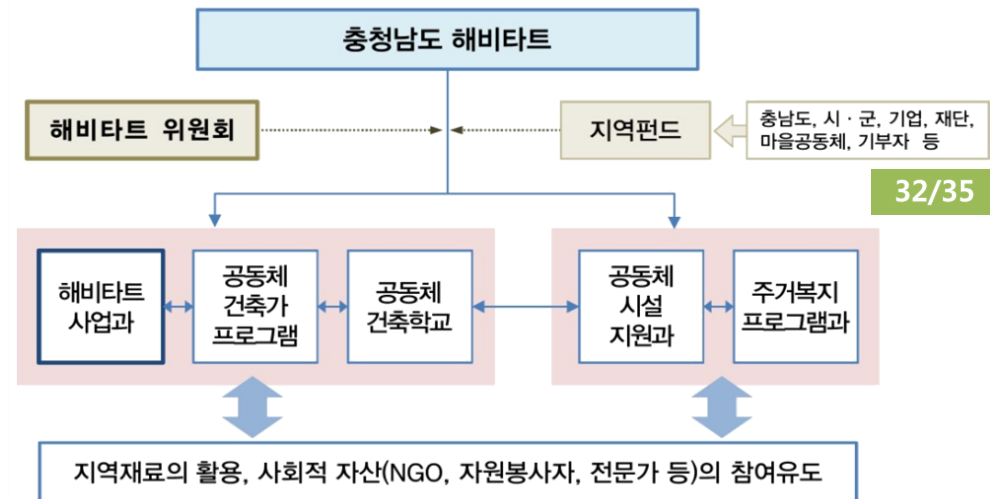 충청남도 해비타트
해비타트 위원회
지역펀드
충남도, 시 · 군, 기업, 재단,
마을공동체, 기부자 등
32/35
해비타트
사업과
공동체
건축가
프로그램
공동체
건축학교
공동체
시설
지원과
주거복지
프로그램과
지역재료의 활용, 사회적 자산(NGO, 자원봉사자, 전문가 등)의 참여유도